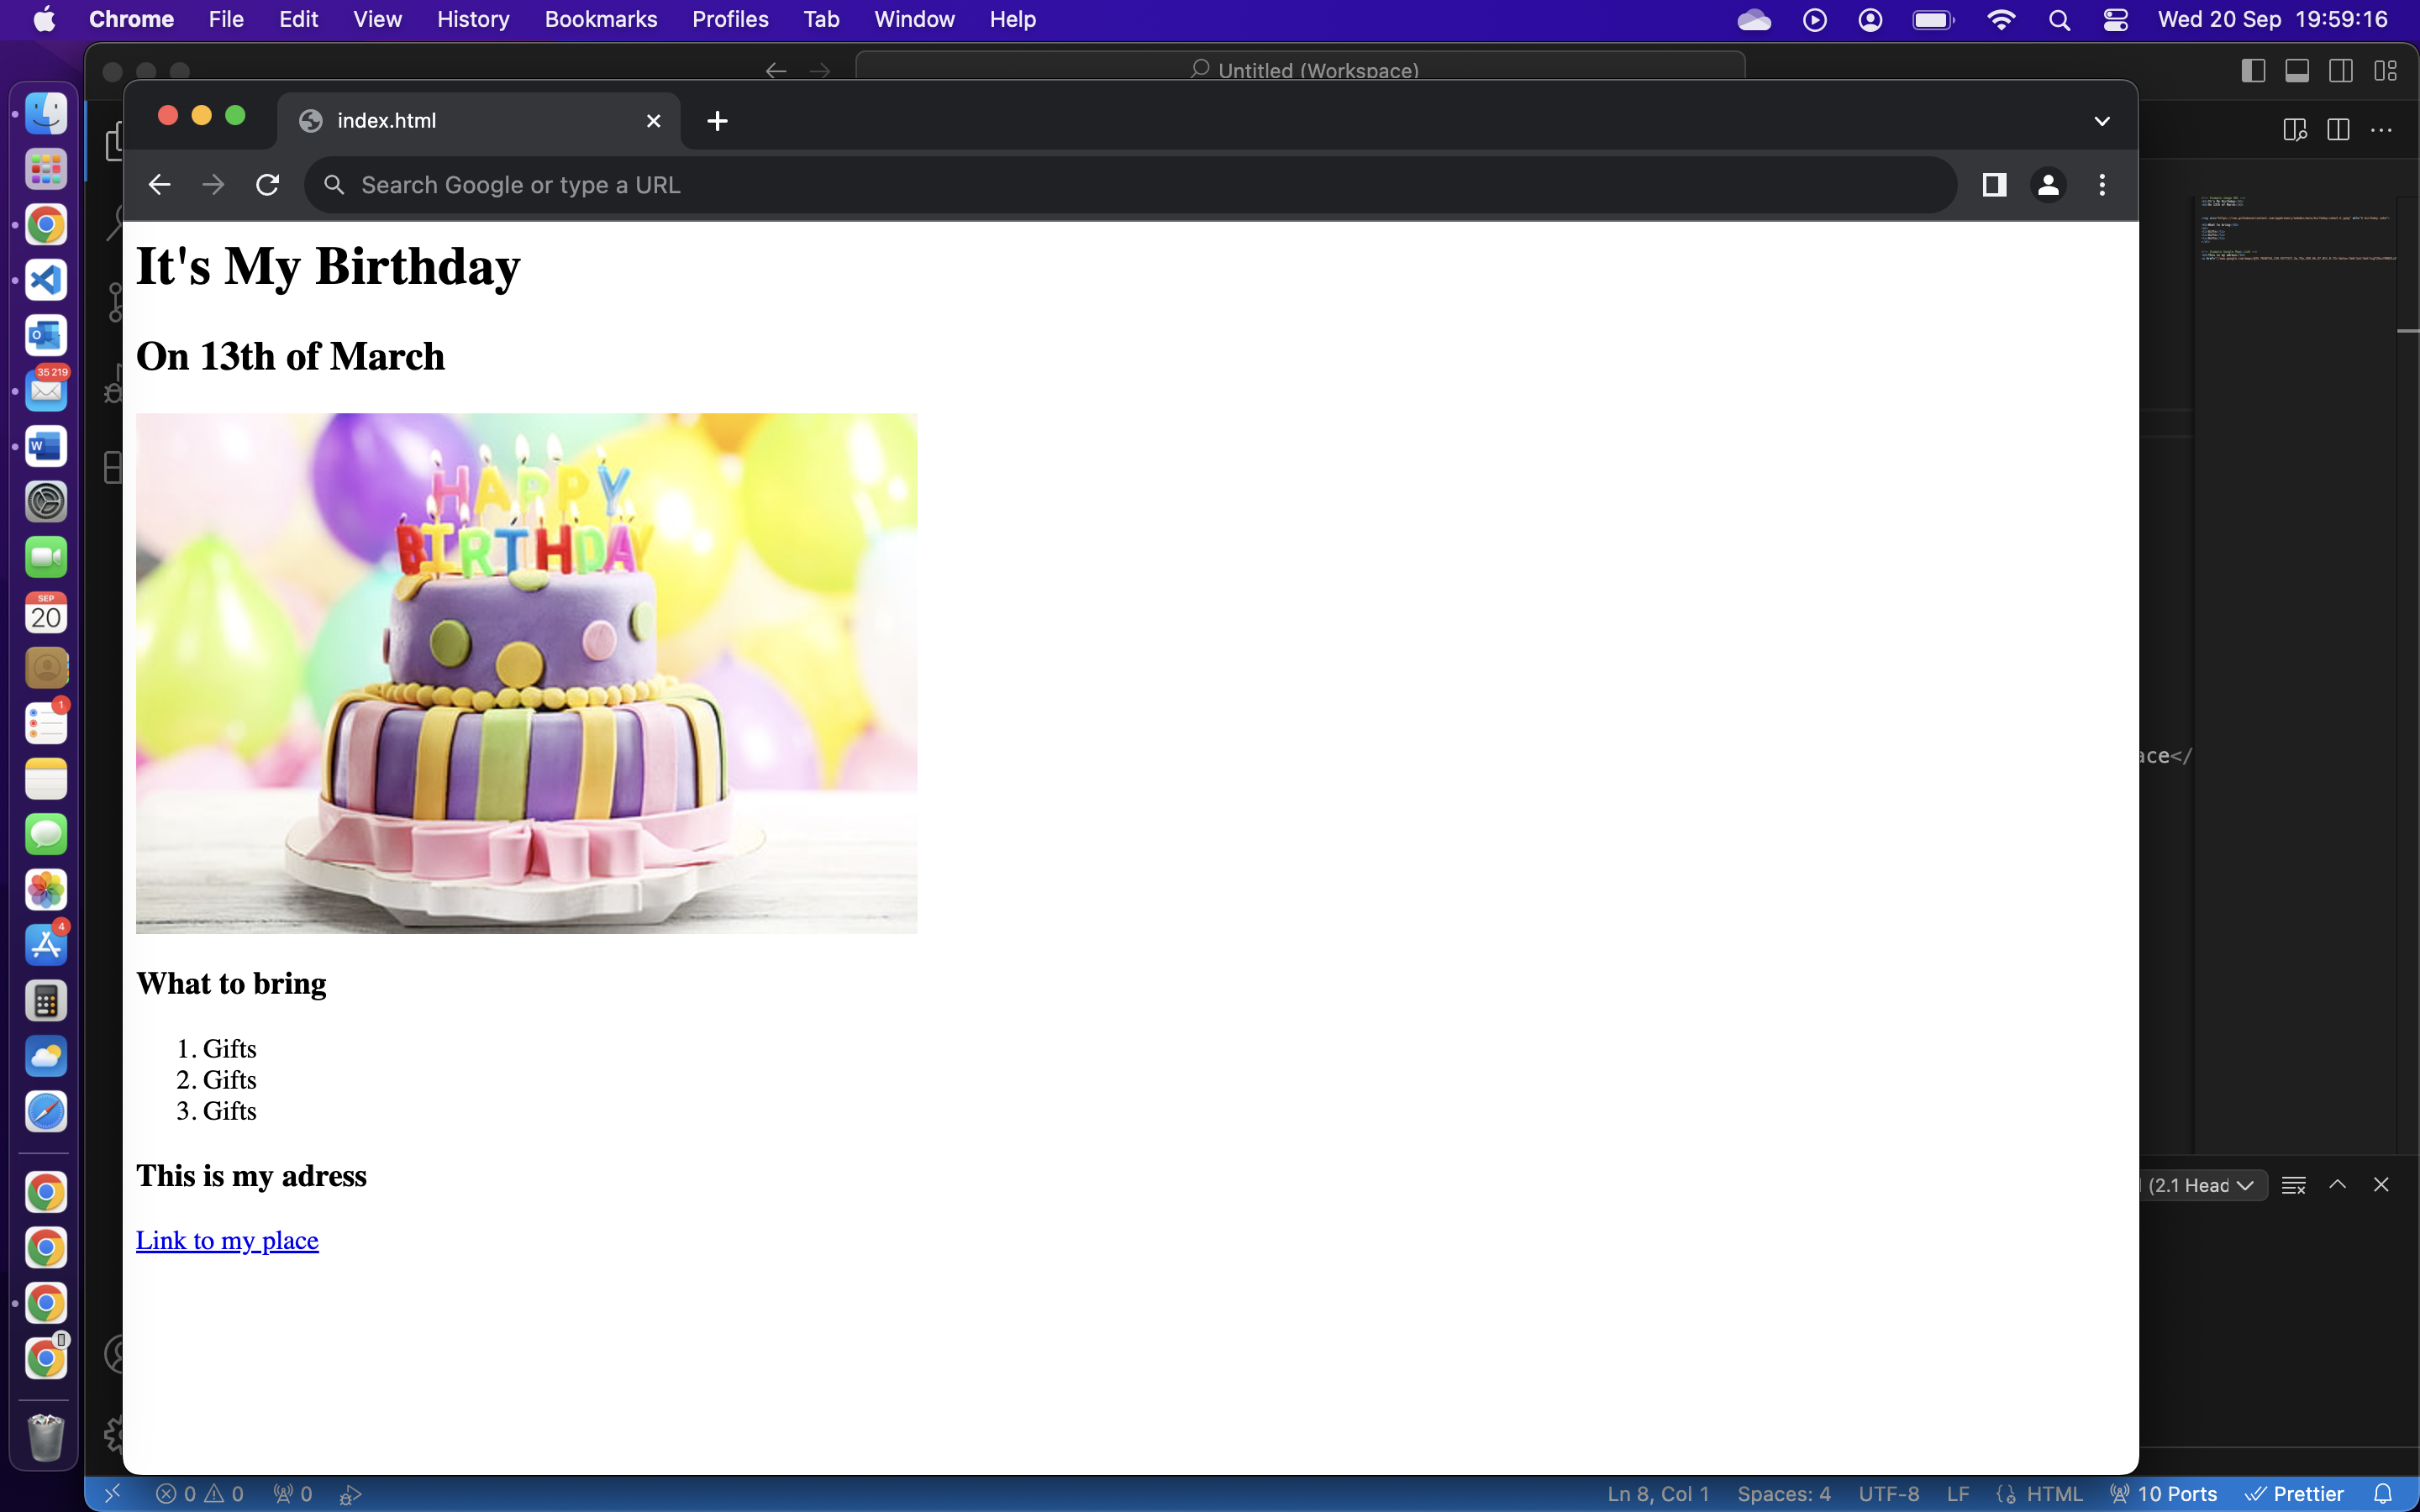 Chrome File Edit View History Bookmarks Profiles Tab Window Help Wed 20 Sep 19:59:16
Untitled (Workspace)
index.html
Search Google or type a URL
It's My Birthday
On 13th of March
HAPPY
BIRTHDAY
What to bring
1. Gifts
2. Gifts
3. Gifts
This is my adress
Link to my place
35 219
W
SEP
20
1
4
ace</
(2.1 Head
0 0 0 Ln 8, Col 1 Spaces: 4 UTF-8 LF HTML 10 Ports Prettier